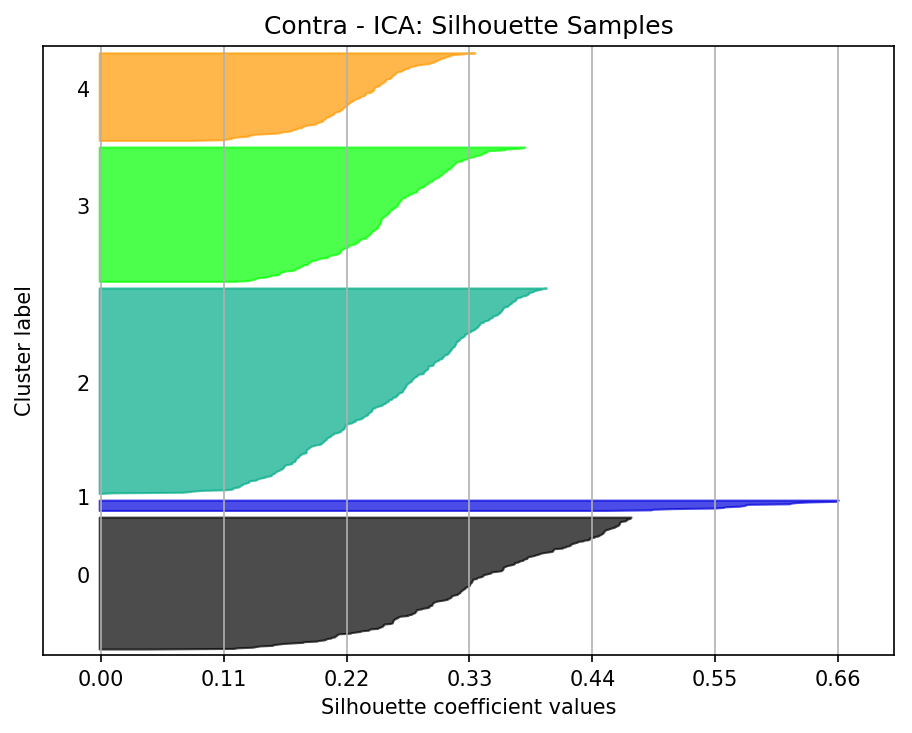 Contra - ICA: Silhouette Samples
Cluster label
4
3
2
1
0
0.00 0.11 0.22 0.33 0.44 0.55 0.66
Silhouette coefficient values